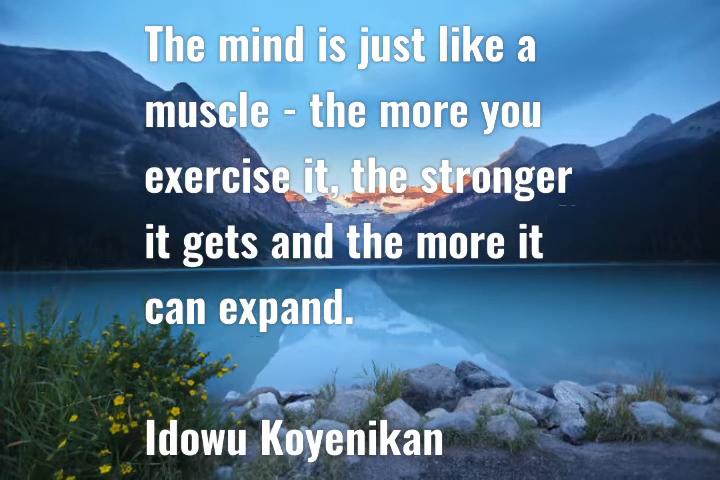 The mind is just like a
muscle - the more you
exercise it, the stronger
it gets and the more it
can expand.
Idowu Koyenikan